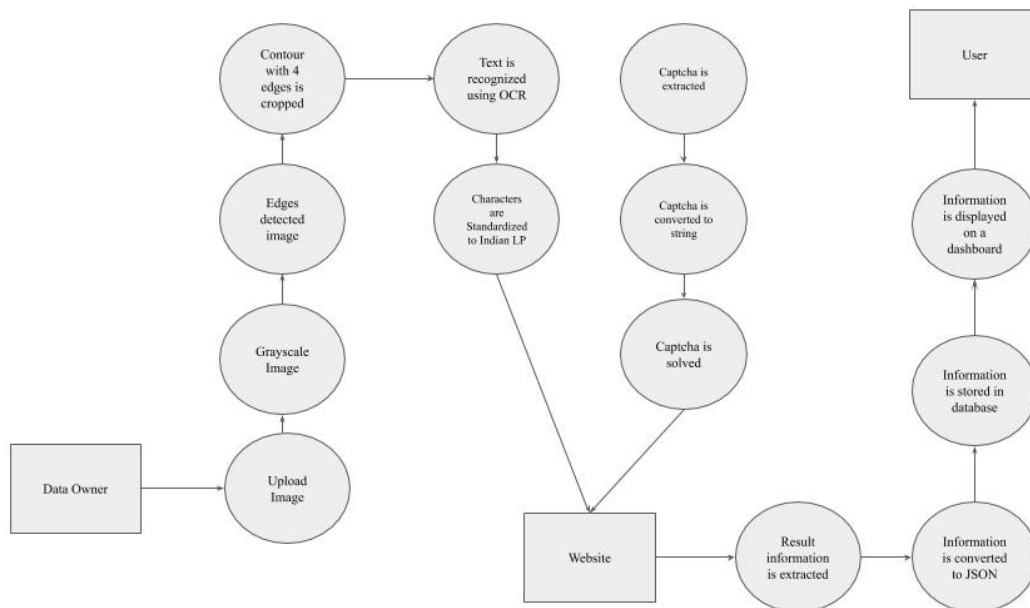 Data Owner
Upload
Image
Grayscale
Image
Edges
detected
image
Contour
with 4
edges is
cropped
Text is
recognized
using OCR
Characters
are
Standardized
to Indian LP
Captcha is
extracted
Captcha is
converted to
string
Captcha is
solved
Website
Result
information
is extracted
Information
is converted
to JSON
Information
is stored in
database
Information
is displayed
on a
dashboard
User